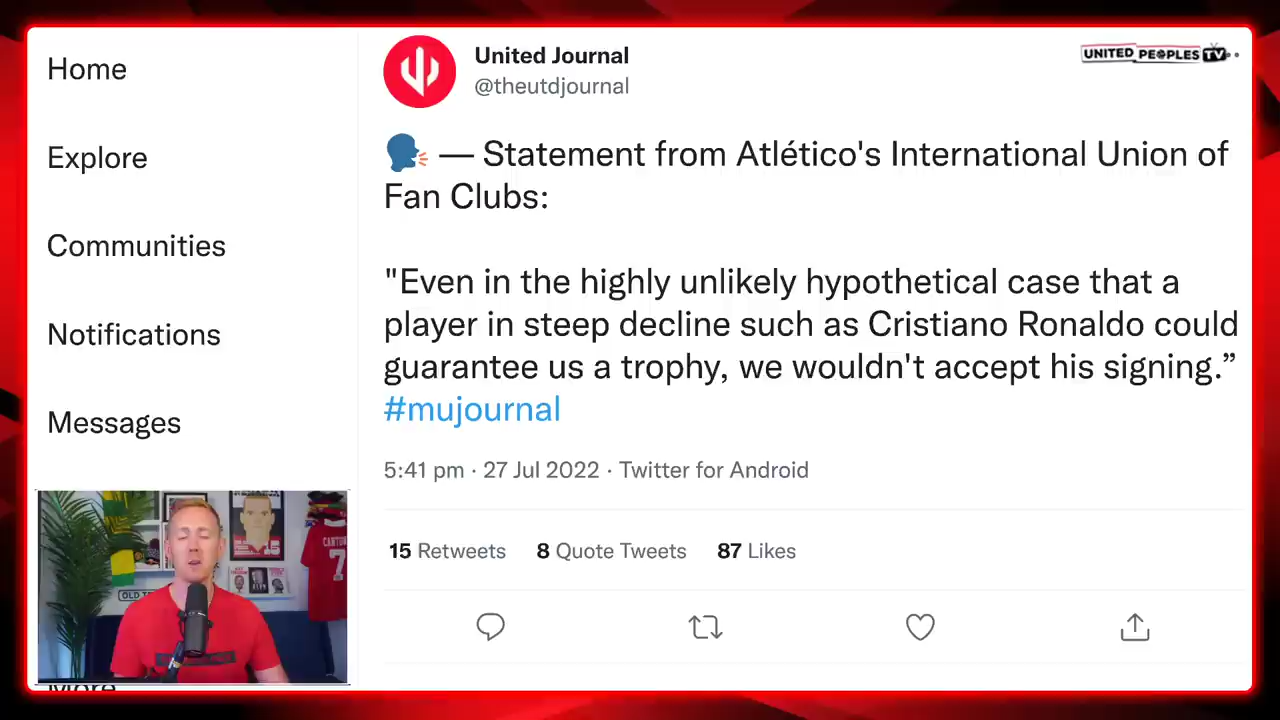 Home
Explore
Communities
Notifications
Messages
More
United Journal
@theutdjournal
UNITED PEOPLES TV
🗣 — Statement from Atlético's International Union of
Fan Clubs:
"Even in the highly unlikely hypothetical case that a
player in steep decline such as Cristiano Ronaldo could
guarantee us a trophy, we wouldn't accept his signing.”
#mujournal
5:41 pm · 27 Jul 2022 · Twitter for Android
15 Retweets 8 Quote Tweets 87 Likes
CANTONA
7